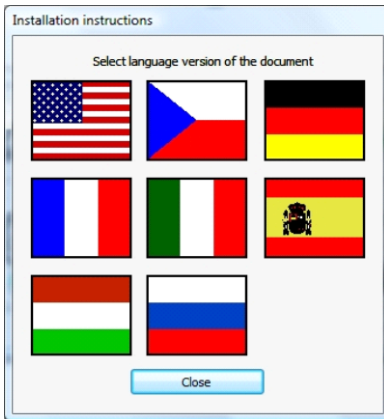 Installation instructions
Select language version of the document
Close